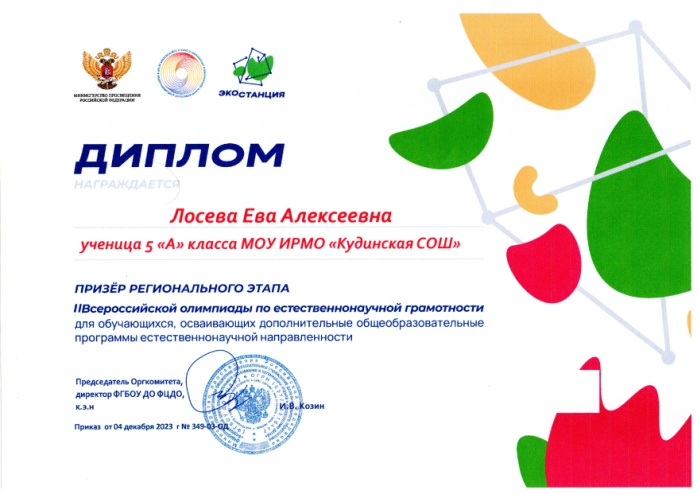 МИНИСТЕРСТВО ПРОСВЕЩЕНИЯ
РОССИЙСКОЙ ФЕДЕРАЦИИ
ЭКОСТАНЦИЯ
ДИПЛОМ
НАГРАЖДАЕТСЯ
Лосева Ева Алексеевна
ученица 5 «А» класса МОУ ИРМО «Кудинская СОШ»
ПРИЗЁР РЕГИОНАЛЬНОГО ЭТАПА
IIВсероссийской олимпиады по естественнонаучной грамотности
для обучающихся, осваивающих дополнительные общеобразовательные
программы естественнонаучной направленности
Председатель Оргкомитета,
директор ФГБОУ ДО ФЦДО,
к.э.н
И.В. Козин
Приказ от 04 декабря 2023 г № 349-03-ОД